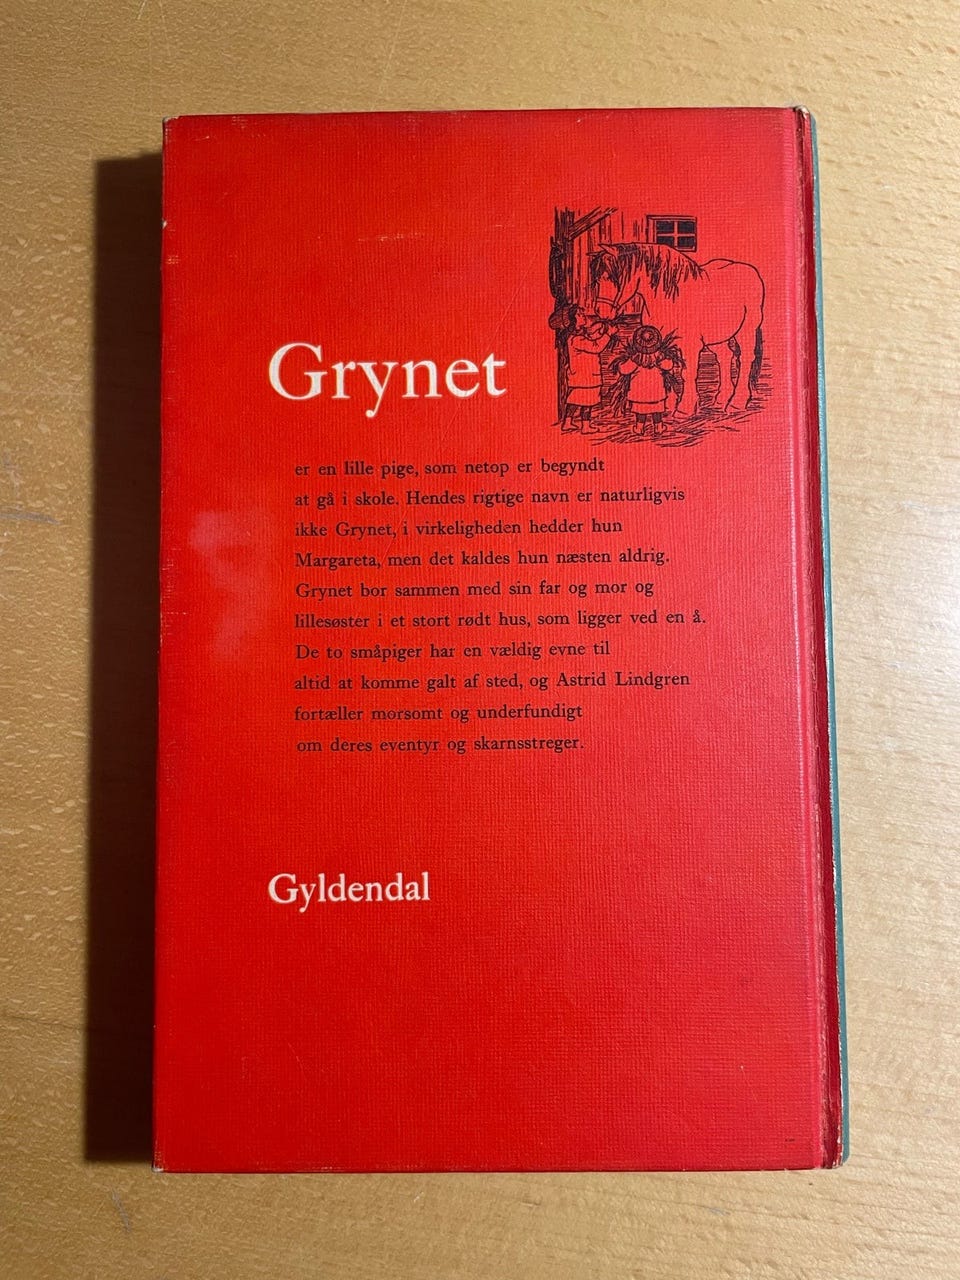 Grynet
er en lille pige, som netop er begyndt
at gå i skole. Hendes rigtige navn er naturligvis
ikke Grynet, i virkeligheden hedder hun
Margareta, men det kaldes hun næsten aldrig.
Grynet bor sammen med sin far og mor og
lillesøster i et stort rødt hus, som ligger ved en å.
De to småpiger har en vældig evne til
altid at komme galt af sted, og Astrid Lindgren
fortæller morsomt og underfundigt
om deres eventyr og skarnsstreger.
Gyldendal